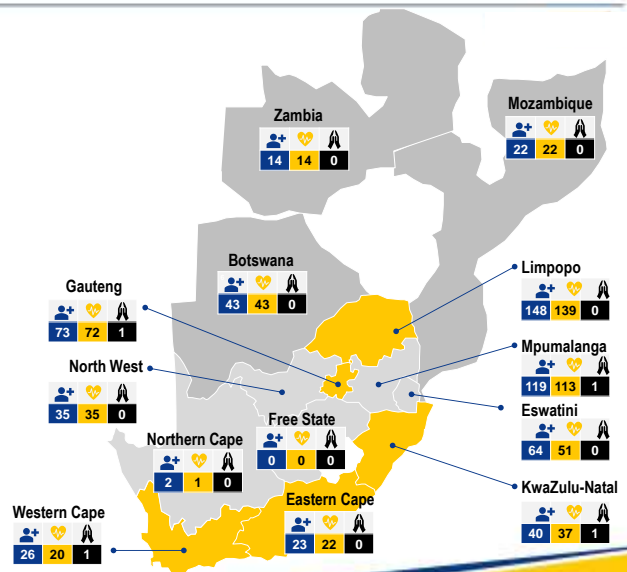 Zambia
14 14 0
Mozambique
22 22 0
Botswana
43 43 0
Gauteng
73 72 1
Limpopo
148 139 0
North West
35 35 0
Mpumalanga
119 113 1
Eswatini
64 51 0
Northern Cape
2 1 0
Free State
0 0 0
KwaZulu-Natal
40 37 1
Western Cape
26 20 1
Eastern Cape
23 22 0